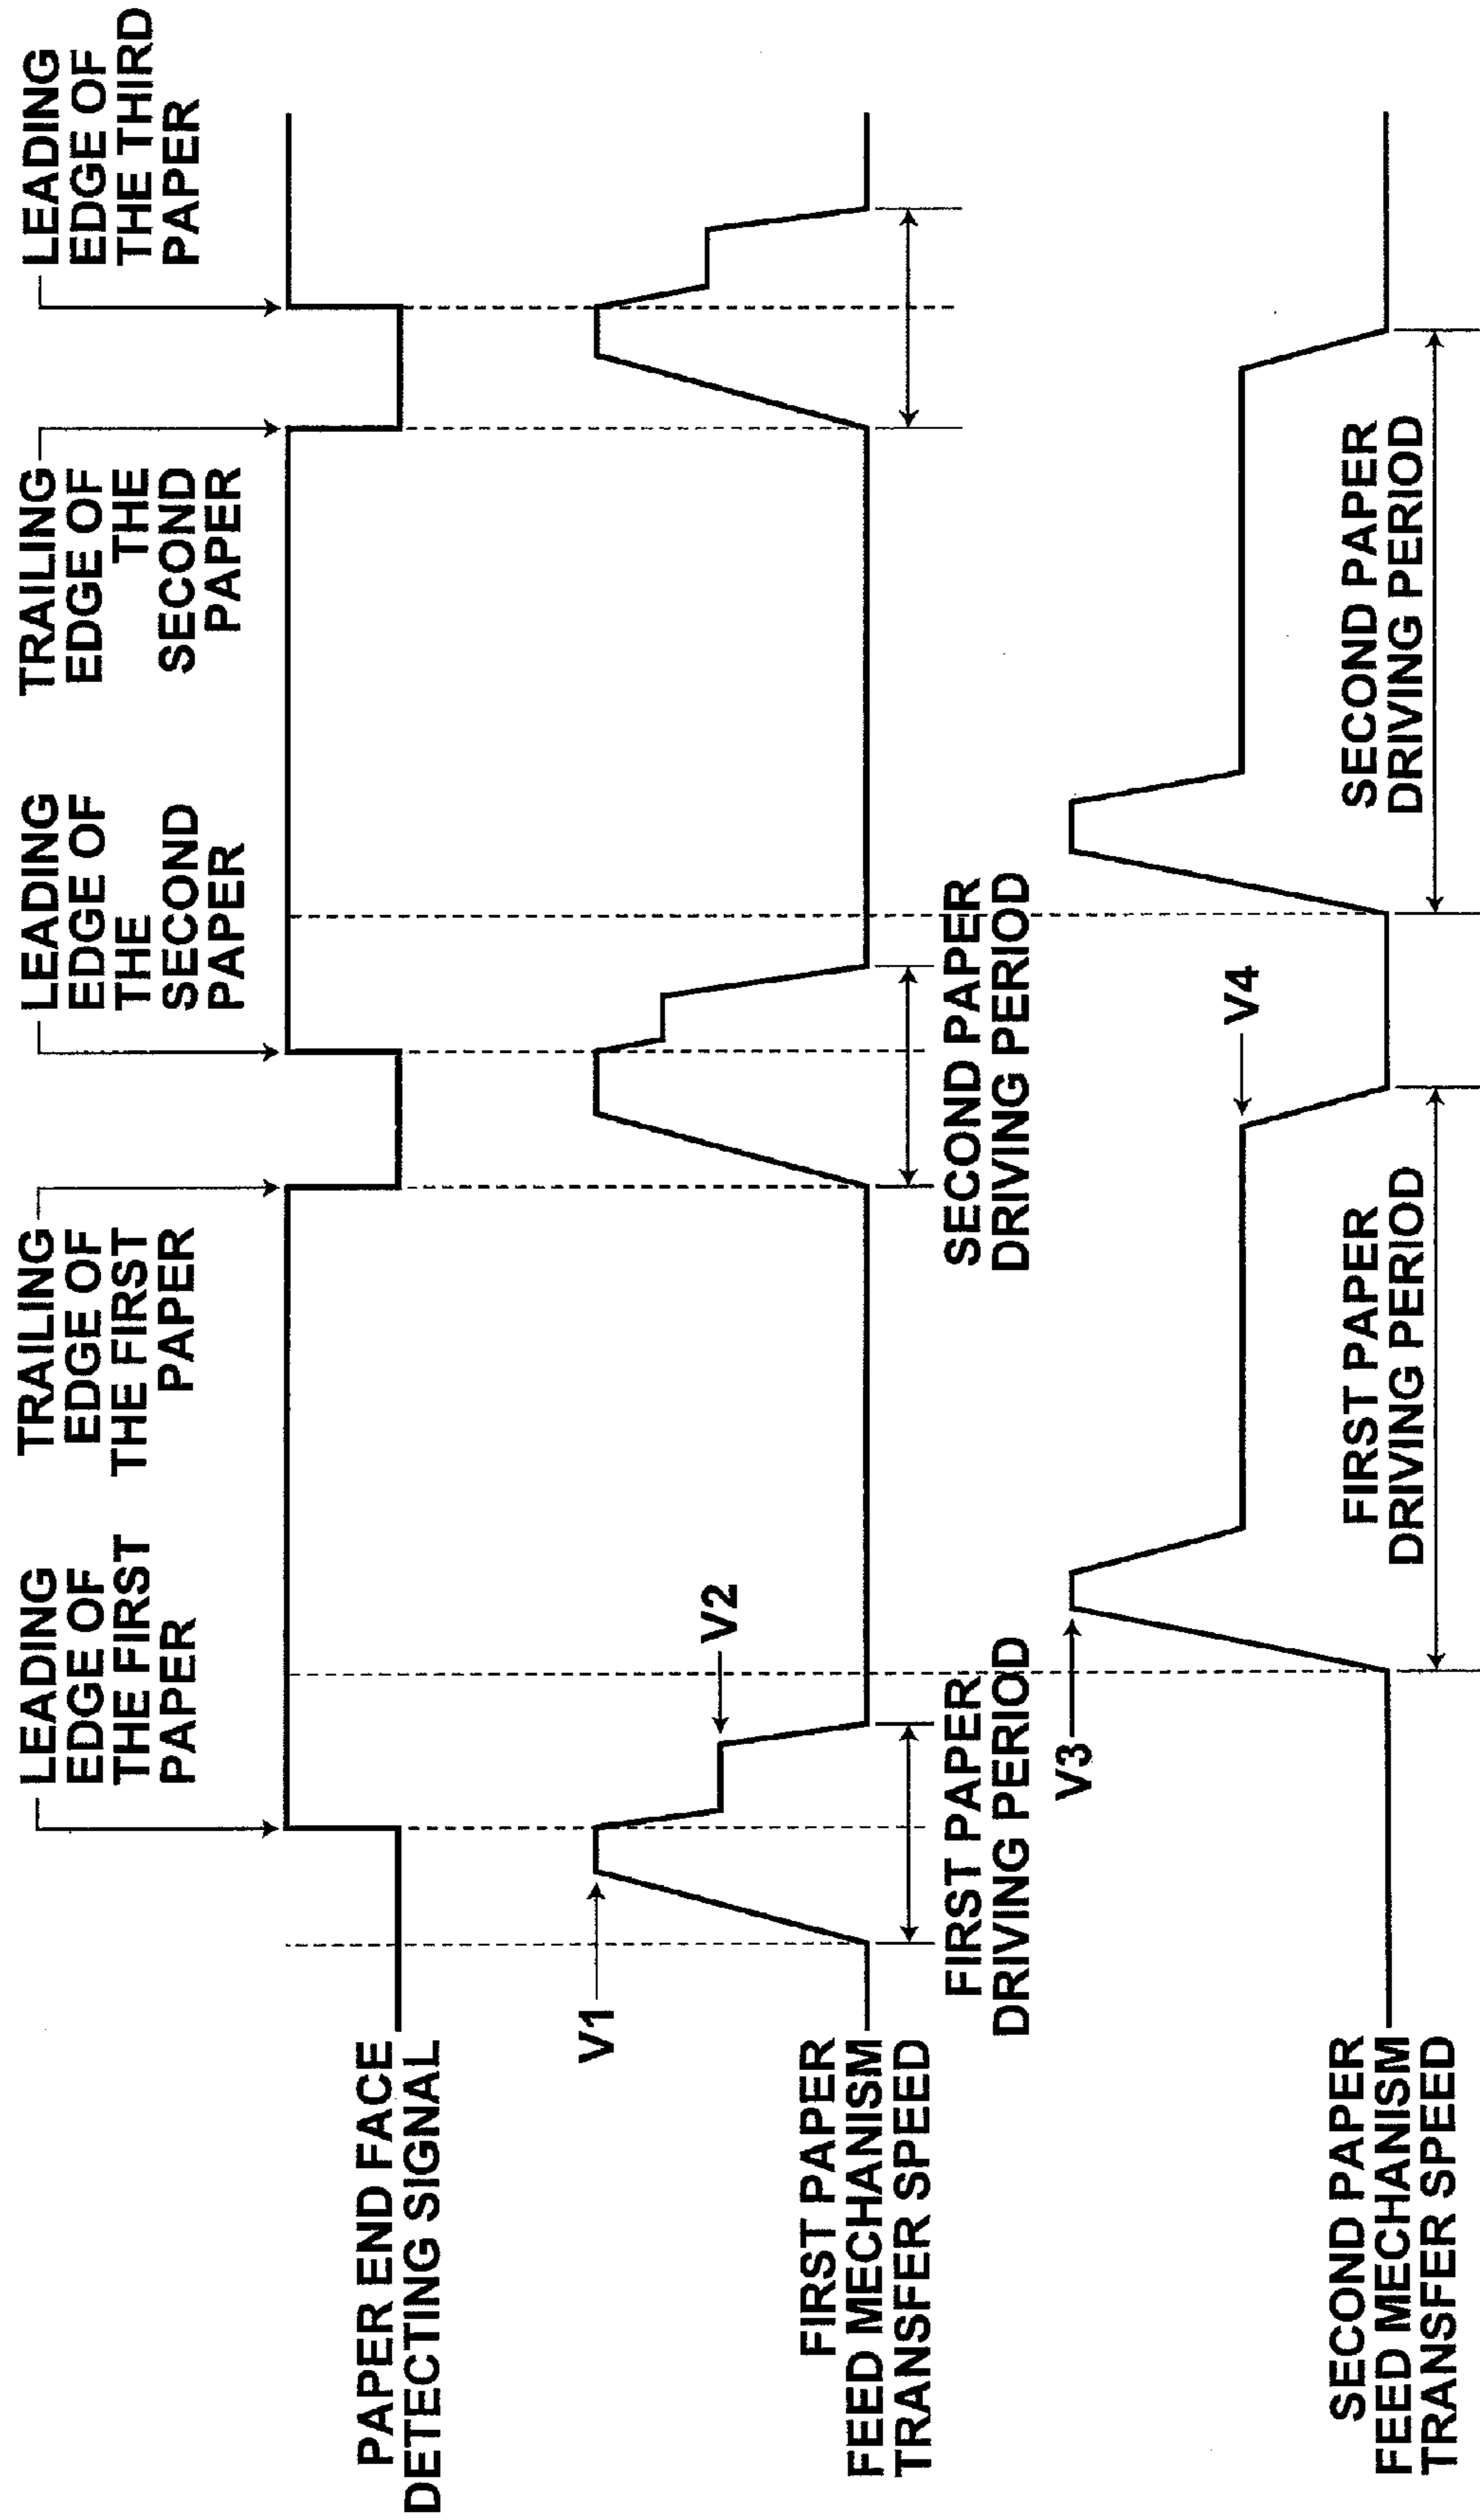 LEADING
EDGE OF
THE FIRST
PAPER
TRAILING
EDGE OF
THE FIRST
PAPER
LEADING
EDGE OF
THE
SECOND
PAPER
TRAILING
EDGE OF
THE
SECOND
PAPER
LEADING
EDGE OF
THE THIRD
PAPER
PAPER END FACE
DETECTING SIGNAL
V1
V2
FIRST PAPER
FEED MECHANISM
TRANSFER SPEED
FIRST PAPER
DRIVING PERIOD
SECOND PAPER
DRIVING PERIOD
V3
V4
SECOND PAPER
FEED MECHANISM
TRANSFER SPEED
FIRST PAPER
DRIVING PERIOD
SECOND PAPER
DRIVING PERIOD